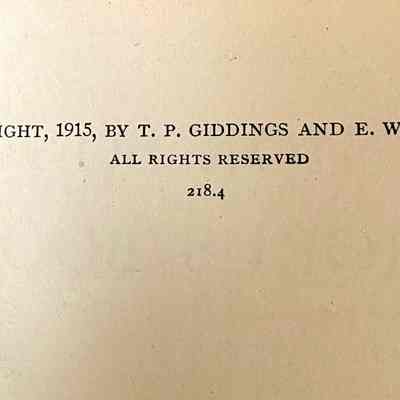 IGHT, 1915, BY T. P. GIDDINGS AND E. W
ALL RIGHTS RESERVED
218.4